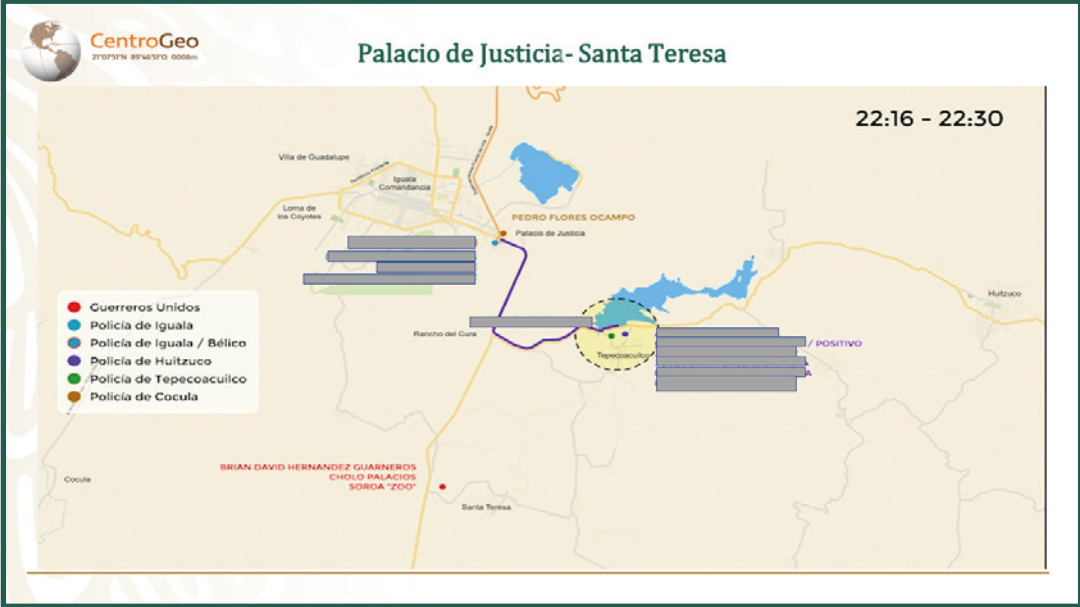 CentroGeo
Palacio de Justicia- Santa Teresa
22:16 - 22:30
Villa de Guadalupe
Iguala
Comandancia
Loma de
los Coyotes
PEDRO FLORES OCAMPO
Palacio de Justicia
Huitzuco
Guerreros Unidos
Policía de Iguala
Policía de Iguala / Bélico
Policía de Huitzuco
Policía de Tepecoacuilco
Policía de Cocula
Rancho del Cura
Tepecoacuilco
/ POSITIVO
BRIAN DAVID HERNANDEZ GUARNEROS
CHOLO PALACIOS
SOROA "ZOO"
Cocula
Santa Teresa